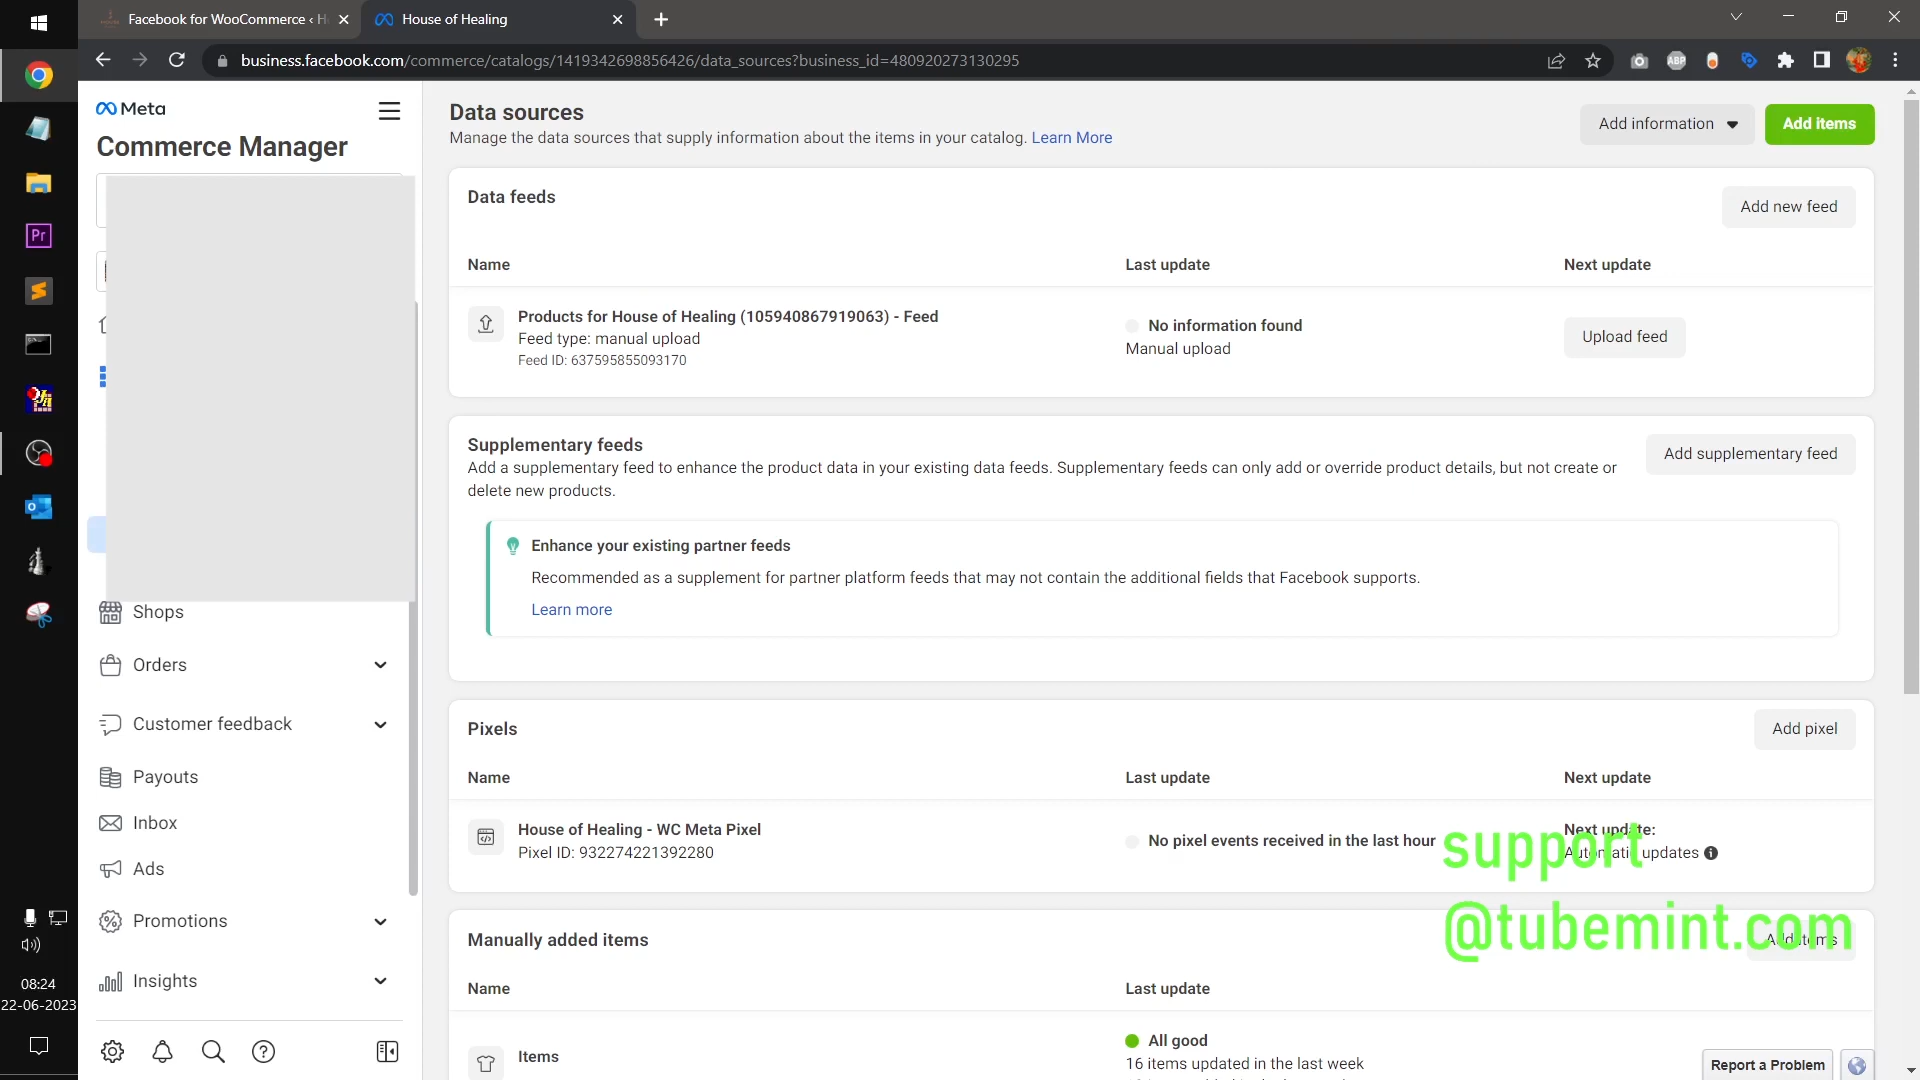 Facebook for WooCommerce ‹ H
House of Healing
business.facebook.com/commerce/catalogs/1419342698856426/data_sources?business_id=480920273130295
ABP
Meta
Commerce Manager
Shops
Orders
Customer feedback
Payouts
Inbox
Ads
Promotions
Insights
Pr
08:24
22-06-2023
Data sources
Manage the data sources that supply information about the items in your catalog. Learn More
Add information
Add items
Data feeds
Add new feed
Name
Last update
Next update
Products for House of Healing (105940867919063) - Feed
Feed type: manual upload
Feed ID: 637595855093170
No information found
Manual upload
Upload feed
Supplementary feeds
Add a supplementary feed to enhance the product data in your existing data feeds. Supplementary feeds can only add or override product details, but not create or
delete new products.
Add supplementary feed
Enhance your existing partner feeds
Recommended as a supplement for partner platform feeds that may not contain the additional fields that Facebook supports.
Learn more
Pixels
Add pixel
Name
Last update
Next update
House of Healing - WC Meta Pixel
Pixel ID: 932274221392280
No pixel events received in the last hour
Next update:
Automatic updates
support
@tubemint.com
Manually added items
Add items
Name
Last update
Items
All good
16 items updated in the last week
Report a Problem